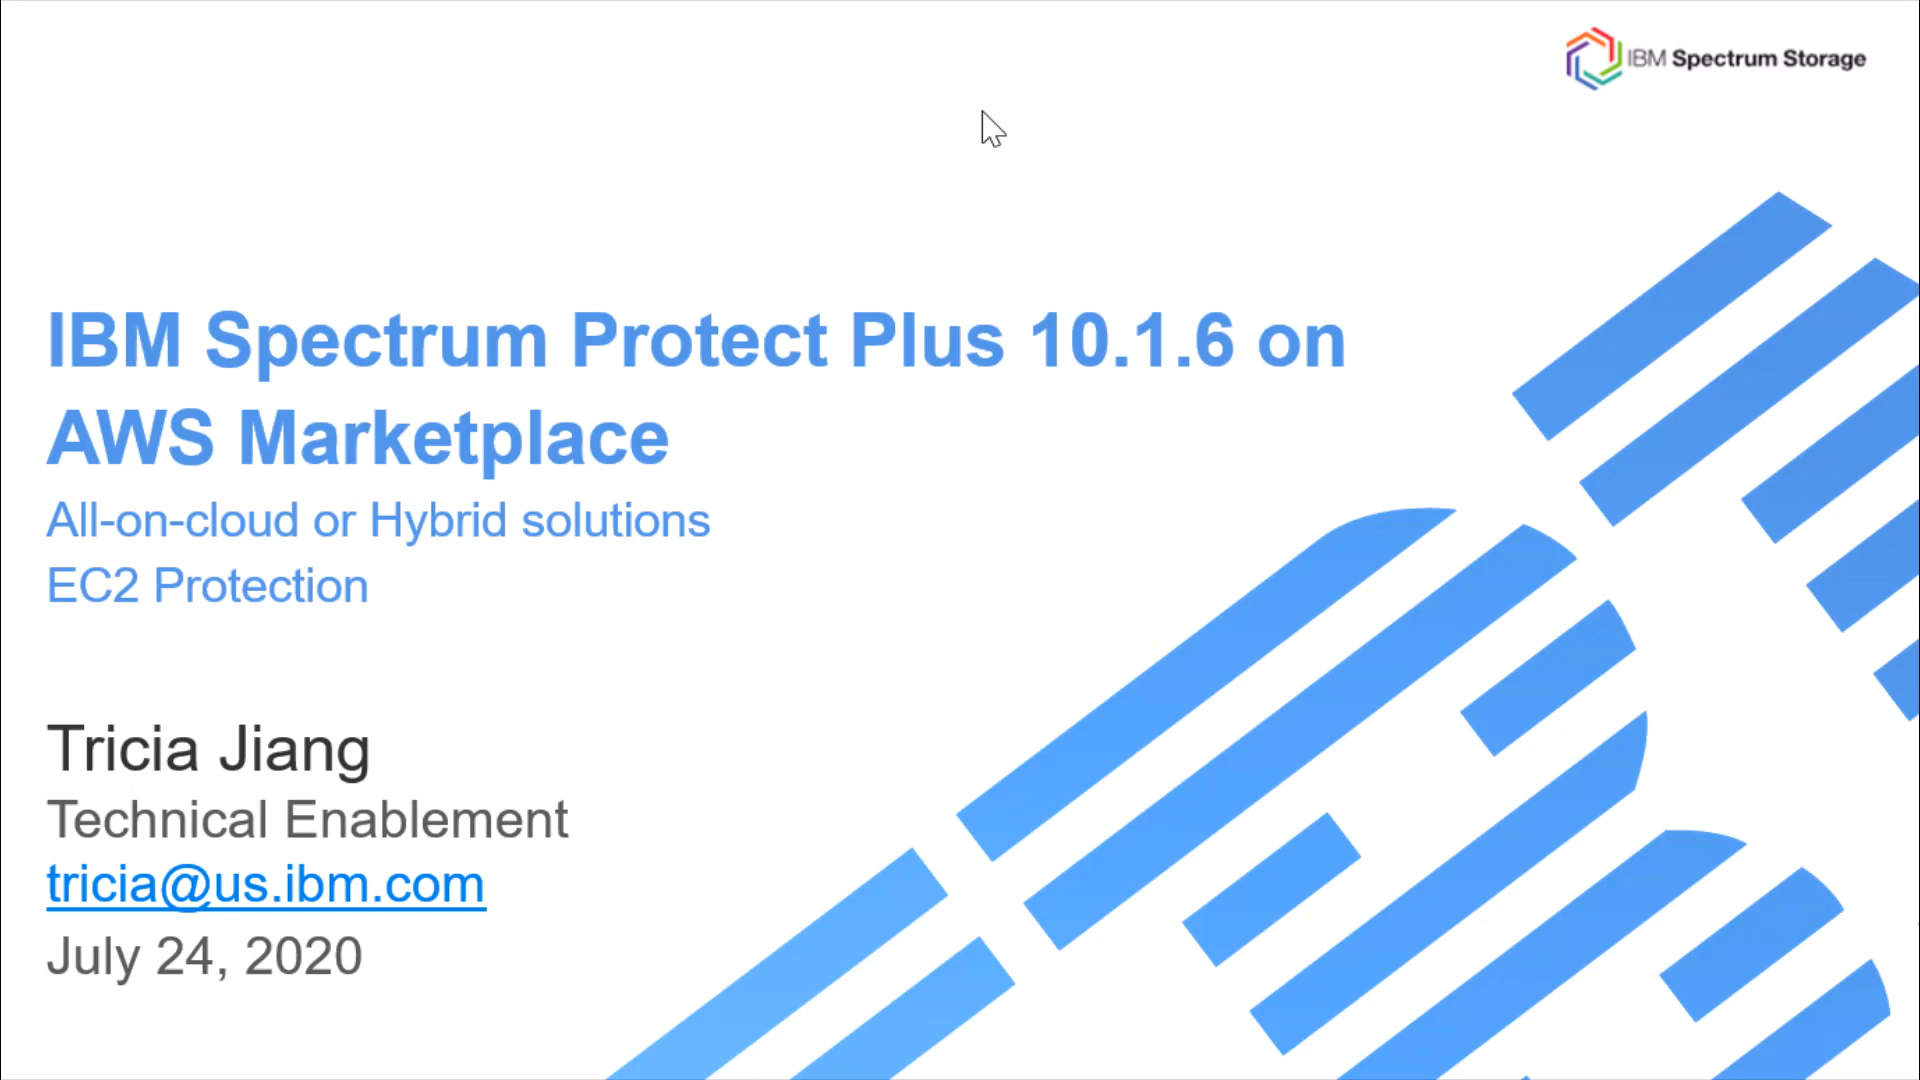 IBM Spectrum Storage
IBM Spectrum Protect Plus 10.1.6 on
AWS Marketplace
All-on-cloud or Hybrid solutions
EC2 Protection
Tricia Jiang
Technical Enablement
tricia@us.ibm.com
July 24, 2020